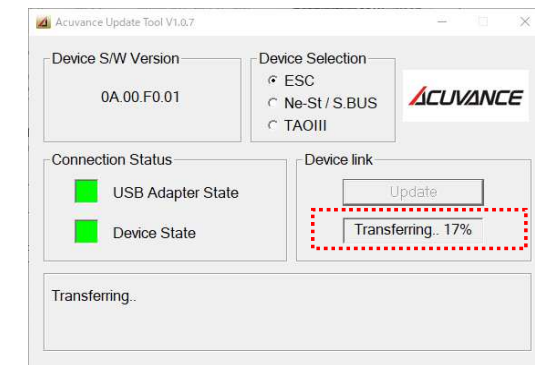 Acuvance Update Tool V1.0.7
Device S/W Version
0A.00.F0.01
Device Selection
ESC
Ne-St / S.BUS
TAOIII
ACUVANCE
Connection Status
USB Adapter State
Device State
Device link
Update
Transferring.. 17%
Transferring..